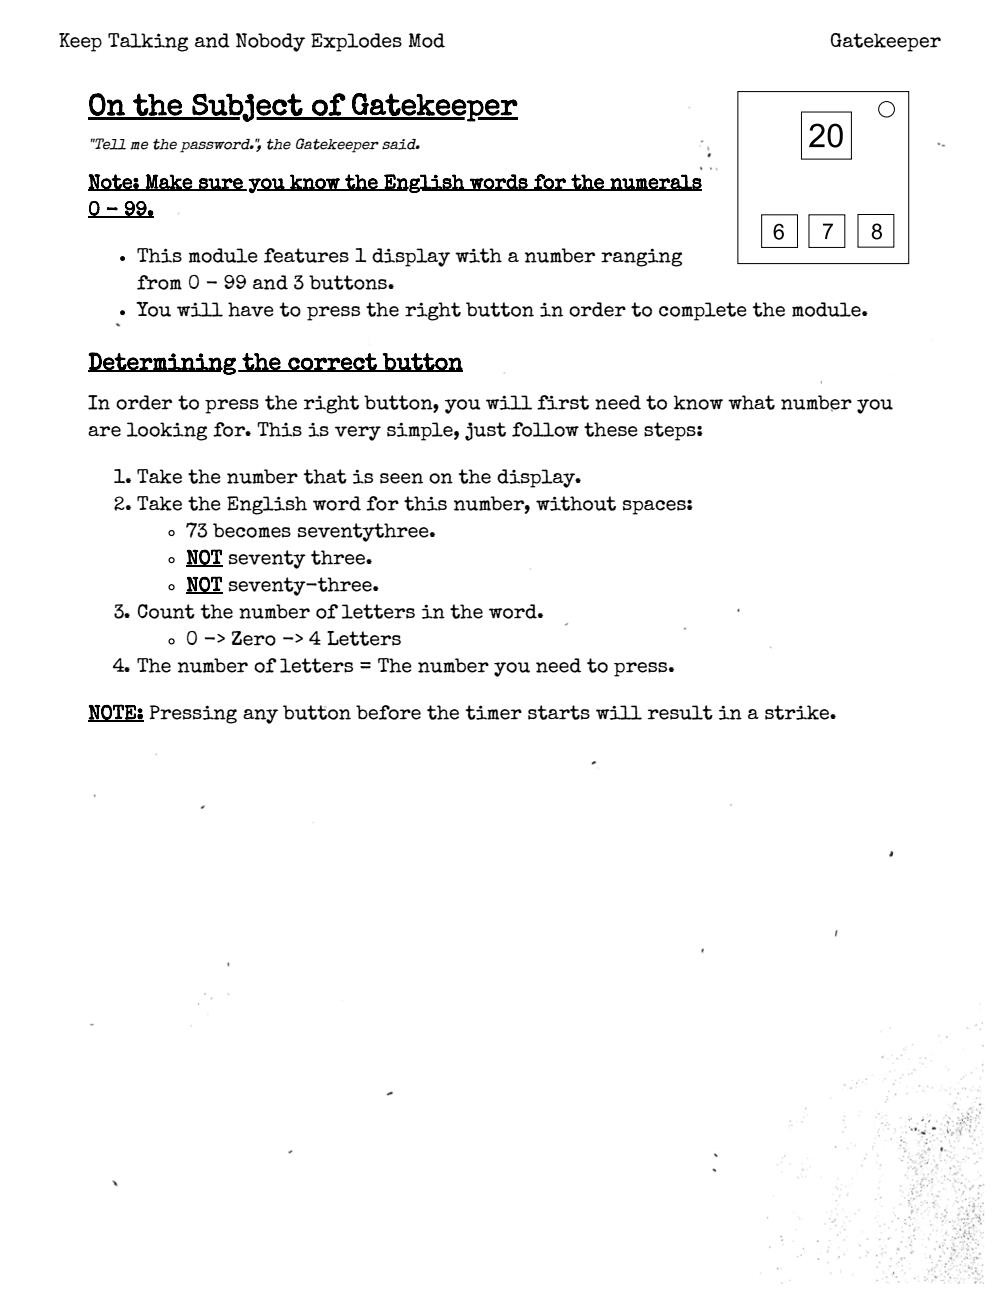 Keep Talking and Nobody Explodes Mod
Gatekeeper
On the Subject of Gatekeeper
"Tell me the password.", the Gatekeeper said.
Note: Make sure you know the English words for the numerals
0 – 99.
20
6 7 8
• This module features 1 display with a number ranging
from 0 – 99 and 3 buttons.
• You will have to press the right button in order to complete the module.
Determining the correct button
In order to press the right button, you will first need to know what number you
are looking for. This is very simple, just follow these steps:
1. Take the number that is seen on the display.
2. Take the English word for this number, without spaces:
◦ 73 becomes seventythree.
◦ NOT seventy three.
◦ NOT seventy-three.
3. Count the number of letters in the word.
◦ 0 -> Zero -> 4 Letters
4. The number of letters = The number you need to press.
NOTE: Pressing any button before the timer starts will result in a strike.